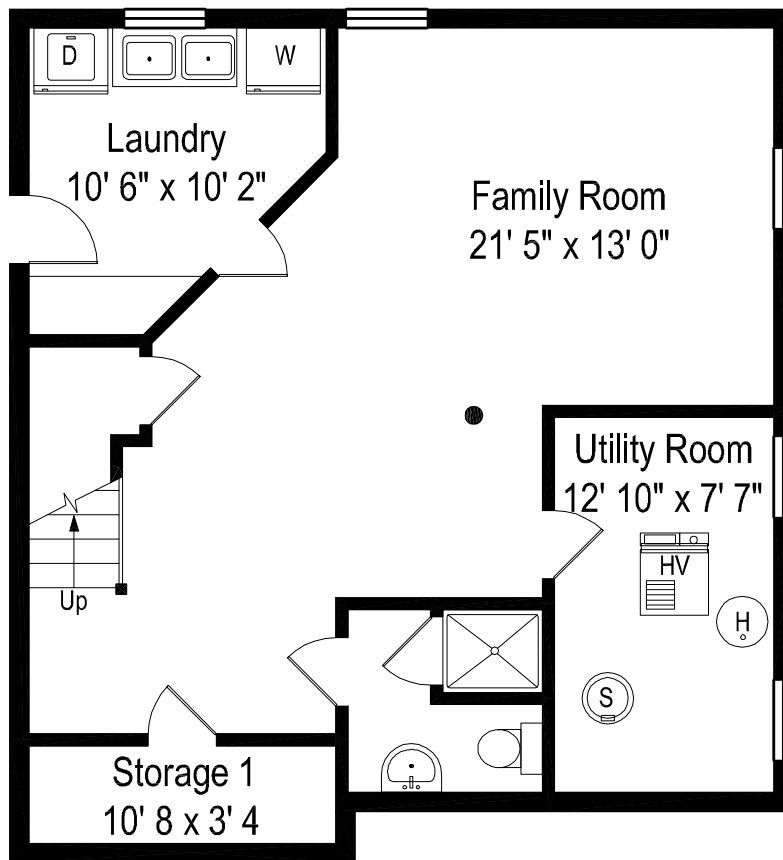 D
W
Laundry
10' 6" x 10' 2"
Family Room
21' 5" x 13' 0"
Utility Room
12' 10" x 7' 7"
HV
Up
H
S
Storage 1
10' 8 x 3' 4